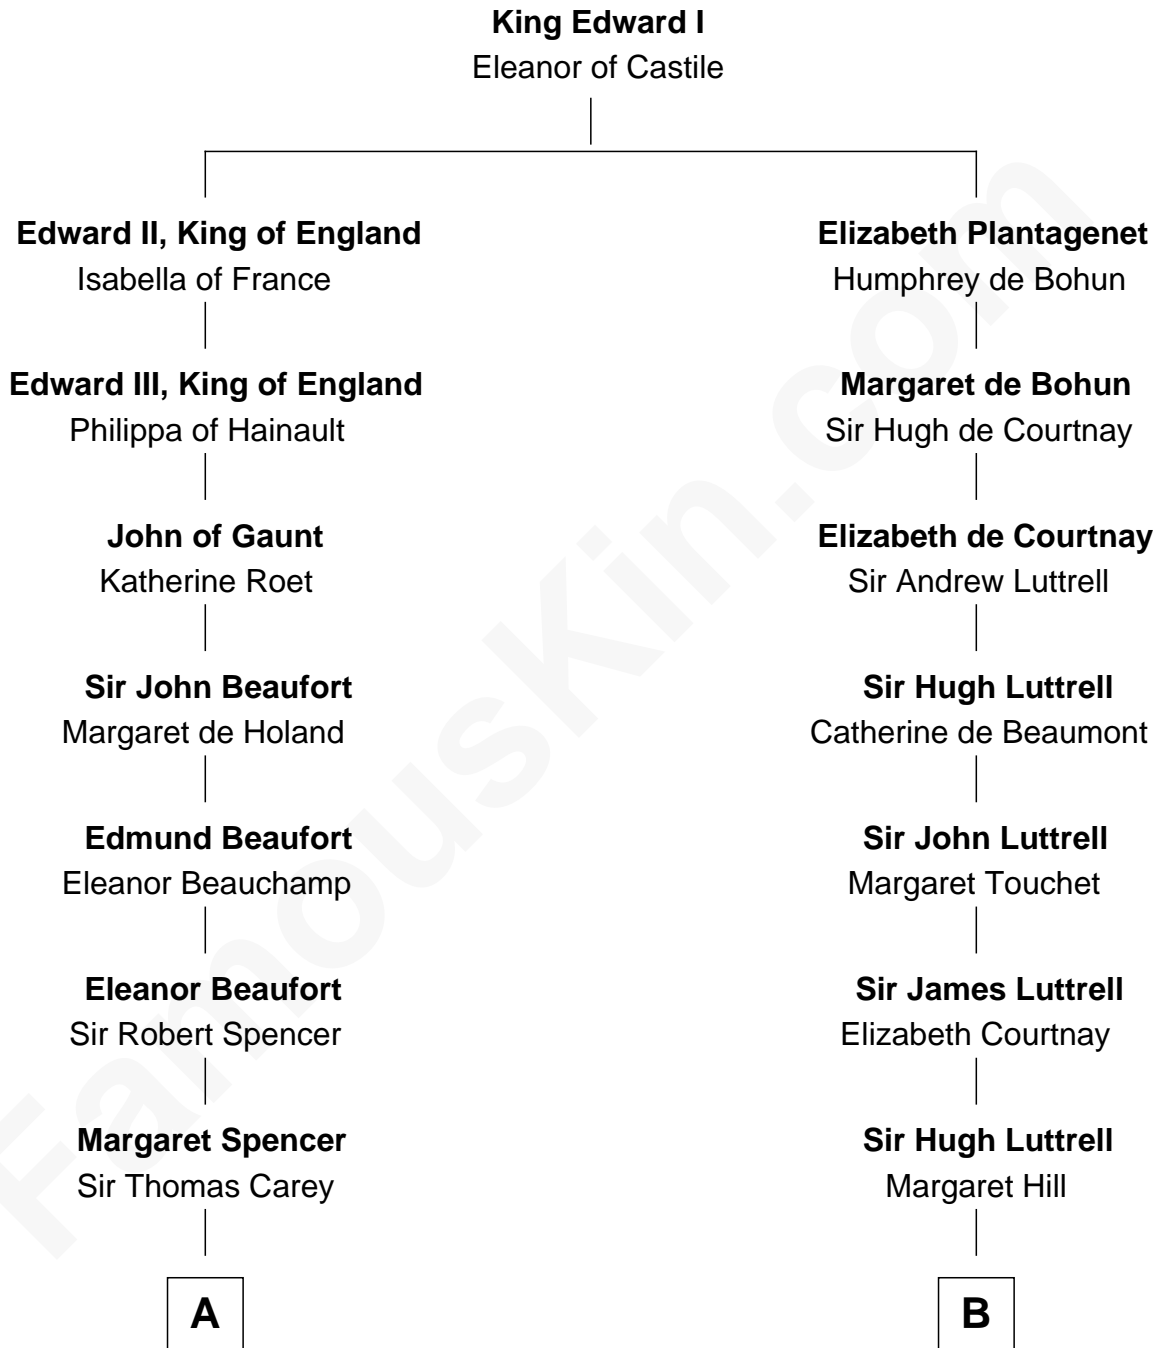 King Edward I
Eleanor of Castile
Edward II, King of England
Isabella of France
Edward III, King of England
Philippa of Hainault
John of Gaunt
Katherine Roet
Sir John Beaufort
Margaret de Holand
Edmund Beaufort
Eleanor Beauchamp
Eleanor Beaufort
Sir Robert Spencer
Margaret Spencer
Sir Thomas Carey
A
Elizabeth Plantagenet
Humphrey de Bohun
Margaret de Bohun
Sir Hugh de Courtnay
Elizabeth de Courtnay
Sir Andrew Luttrell
Sir Hugh Luttrell
Catherine de Beaumont
Sir John Luttrell
Margaret Touchet
Sir James Luttrell
Elizabeth Courtnay
Sir Hugh Luttrell
Margaret Hill
B
FamousKin.com